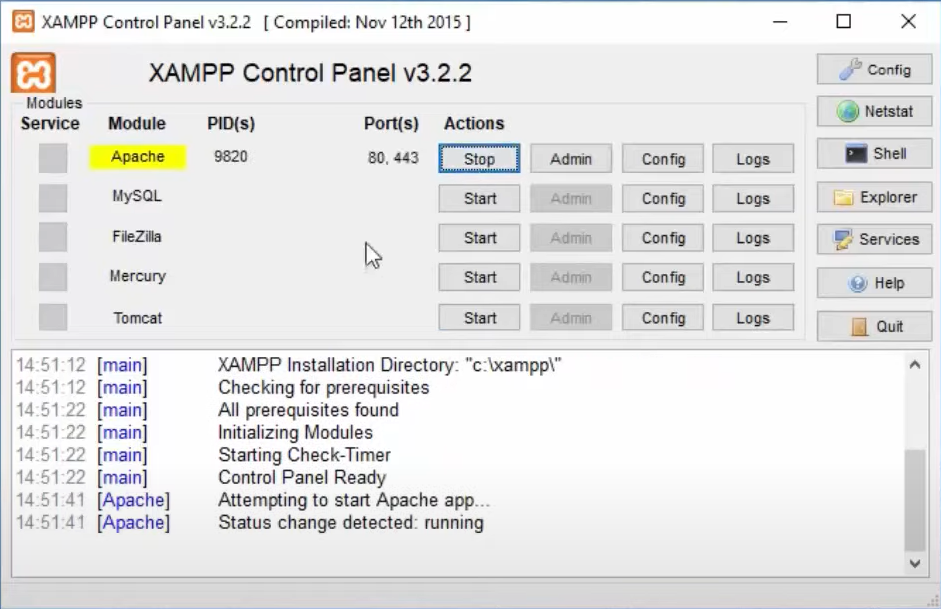 XAMPP Control Panel v3.2.2 [ Compiled: Nov 12th 2015 ]
XAMPP Control Panel v3.2.2
Config
Modules
Service Module PID(s) Port(s) Actions
Netstat
Apache 9820 80, 443 Stop Admin Config Logs
Shell
MySQL Start Admin Config Logs
Explorer
FileZilla Start Admin Config Logs
Services
Mercury Start Admin Config Logs
Help
Tomcat Start Admin Config Logs
Quit
14:51:12 [main] XAMPP Installation Directory: "c:\xampp\"
14:51:12 [main] Checking for prerequisites
14:51:22 [main] All prerequisites found
14:51:22 [main] Initializing Modules
14:51:22 [main] Starting Check-Timer
14:51:22 [main] Control Panel Ready
14:51:41 [Apache] Attempting to start Apache app...
14:51:41 [Apache] Status change detected: running